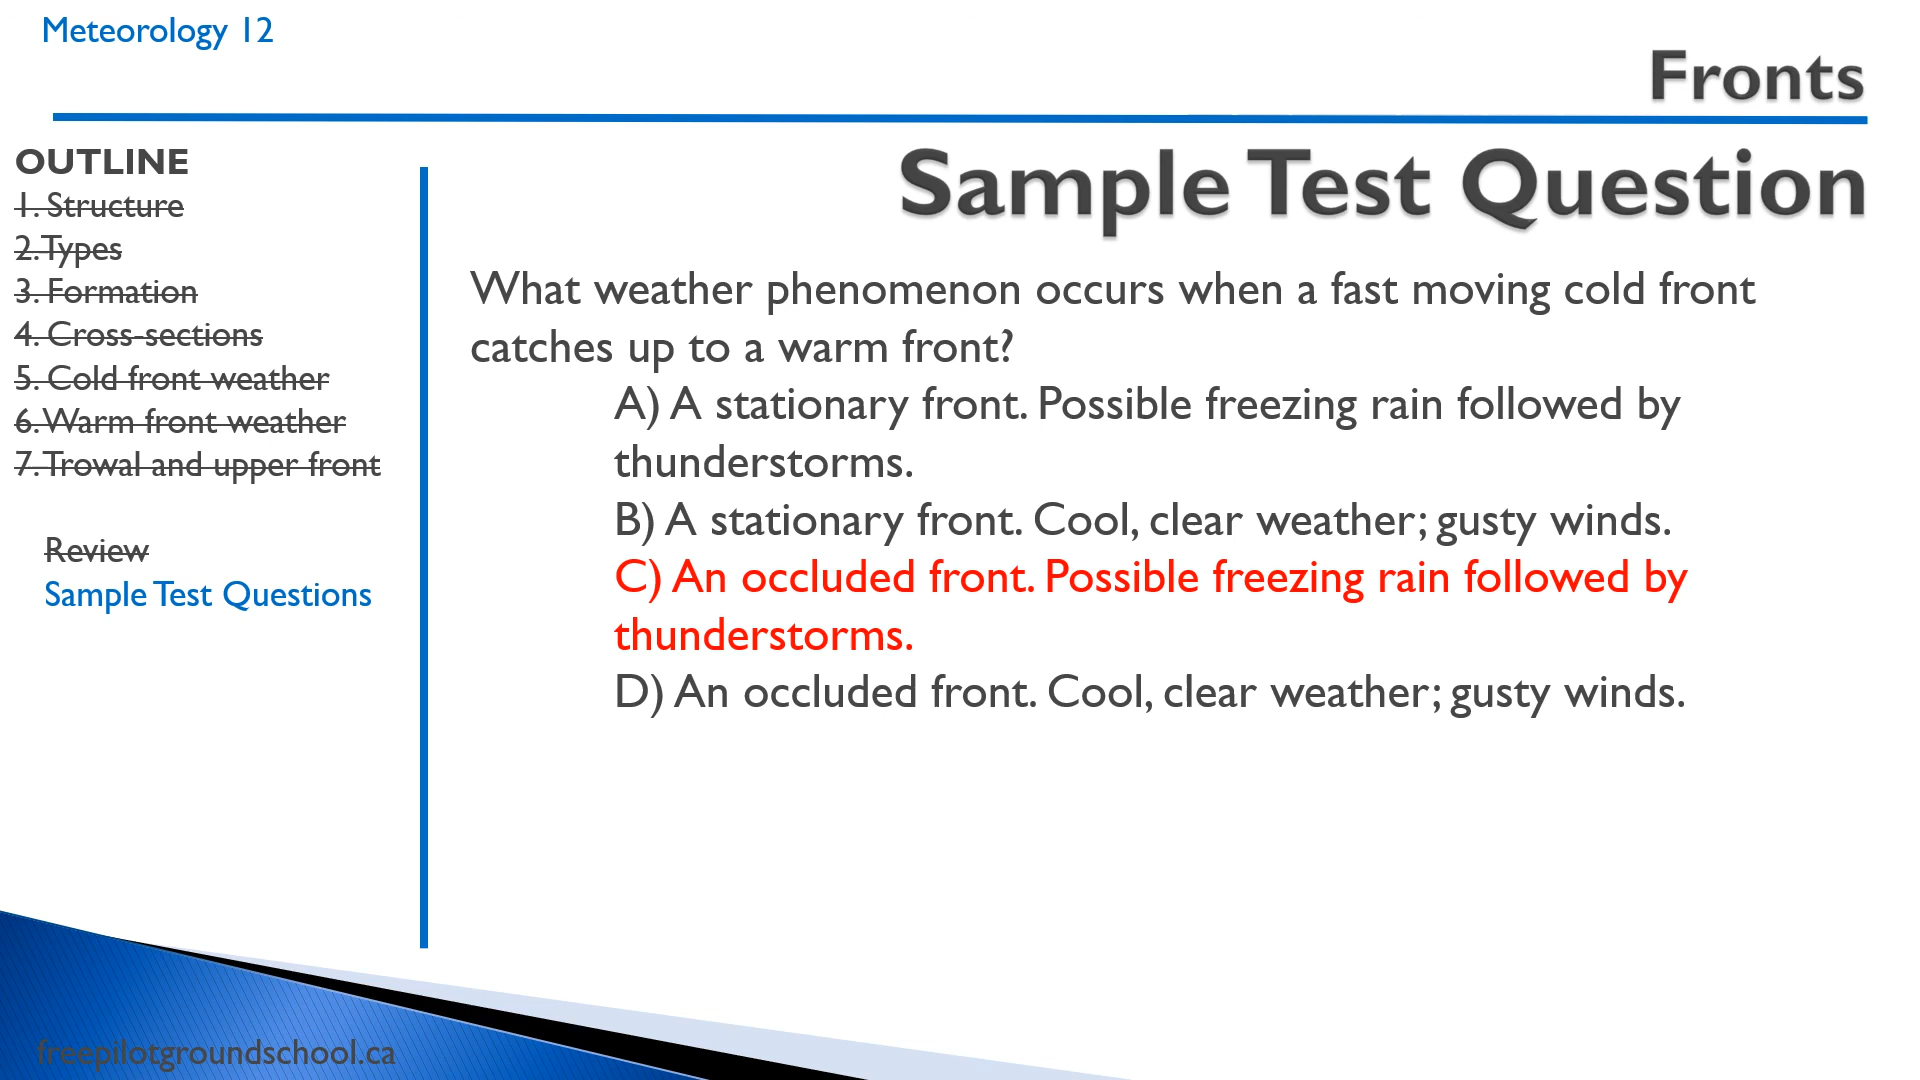 Meteorology 12
Fronts
OUTLINE
1. Structure
2. Types
3. Formation
4. Cross-sections
5. Cold front weather
6. Warm front weather
7. Trowal and upper front
Review
Sample Test Questions
Sample Test Question
What weather phenomenon occurs when a fast moving cold front
catches up to a warm front?
A) A stationary front. Possible freezing rain followed by
thunderstorms.
B) A stationary front. Cool, clear weather; gusty winds.
C) An occluded front. Possible freezing rain followed by
thunderstorms.
D) An occluded front. Cool, clear weather; gusty winds.
freepilotgroundschool.ca